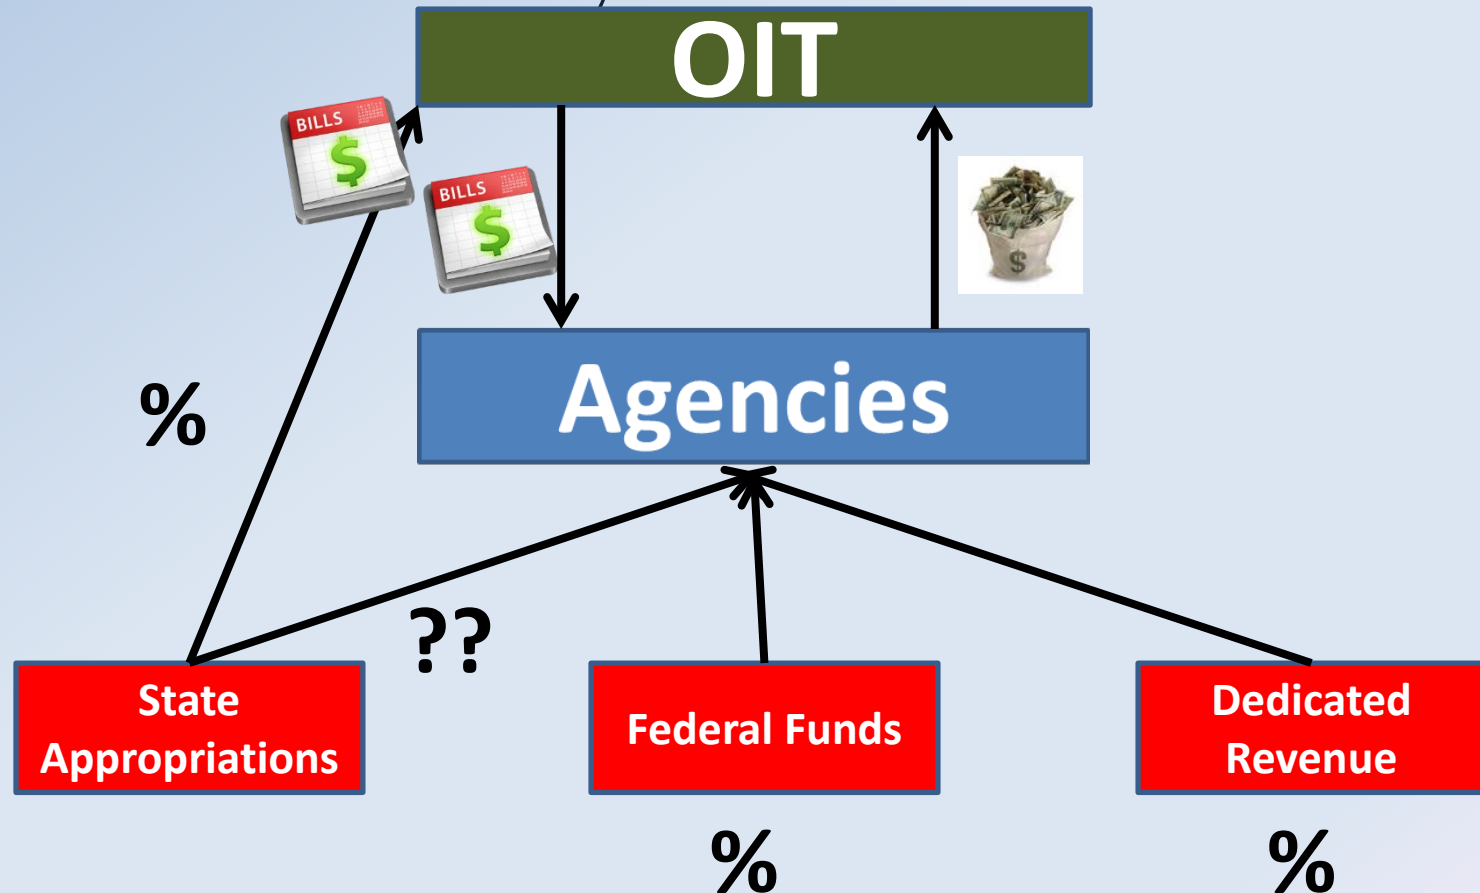 OIT
BILLS
$
BILLS
$
$
%
Agencies
??
State
Appropriations
Federal Funds
Dedicated
Revenue
%
%